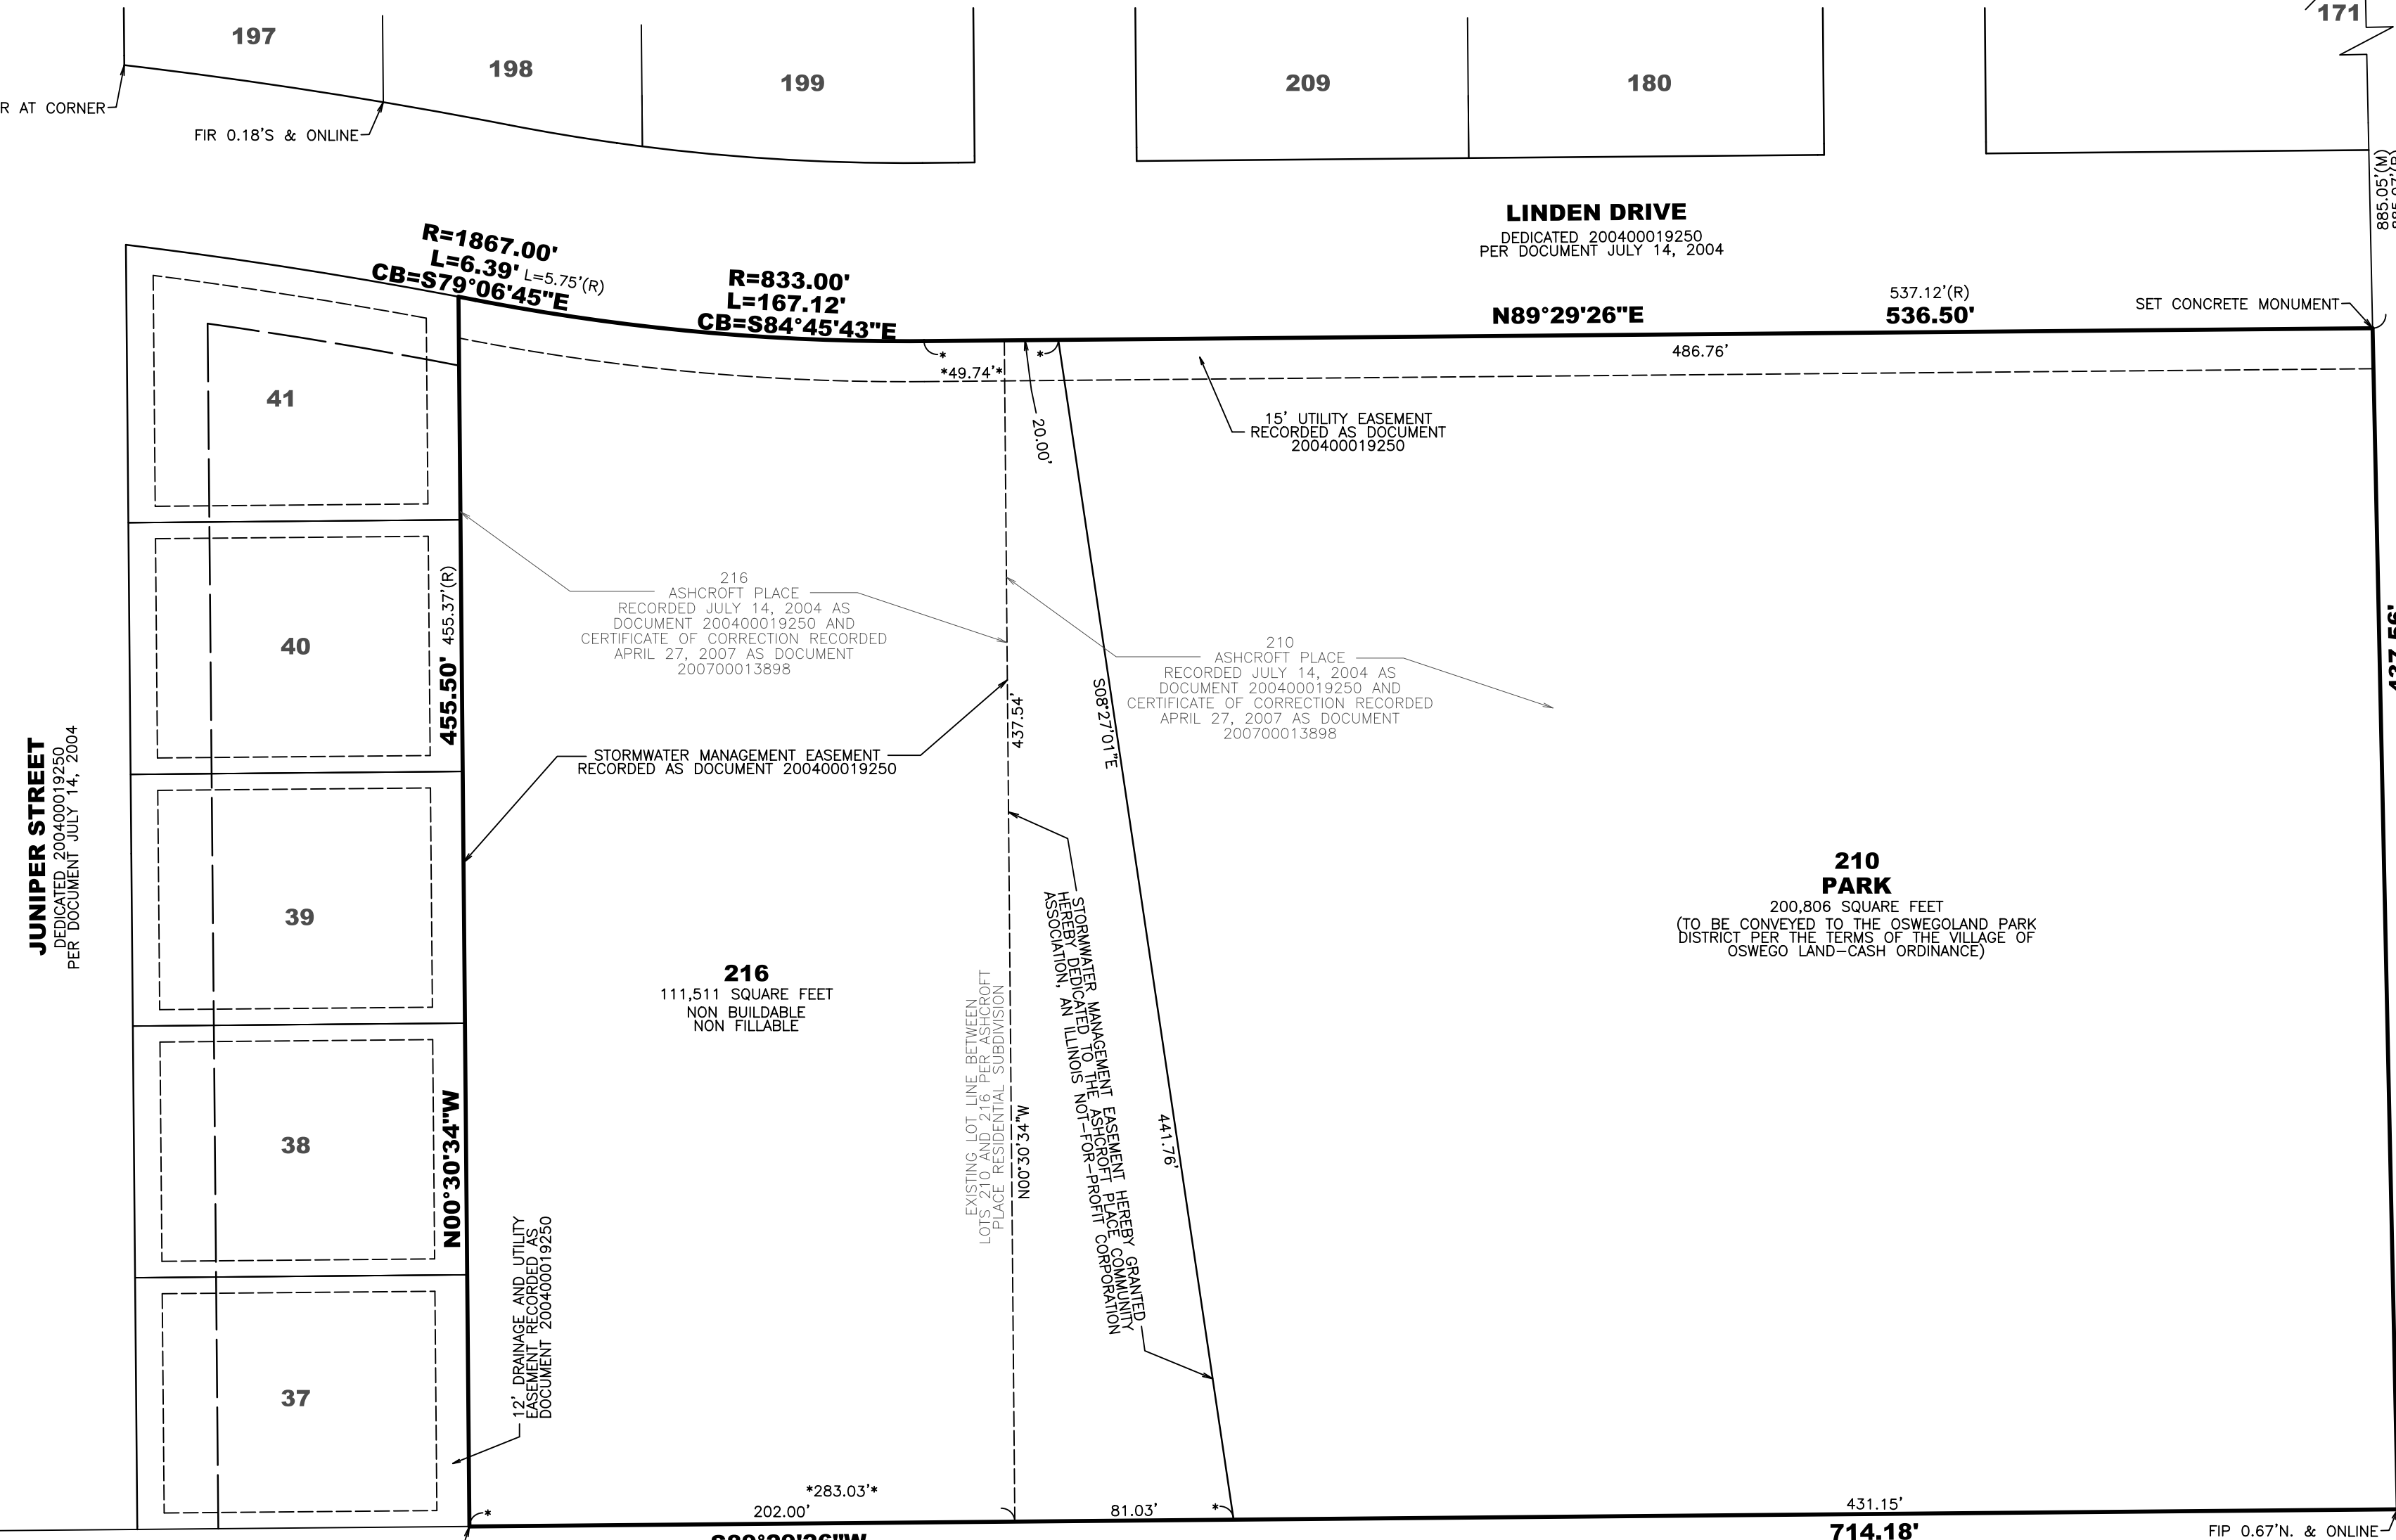 197
198
199
209
180
171
R AT CORNER
FIR 0.18'S & ONLINE
885.05'(M)
LINDEN DRIVE
DEDICATED 200400019250
PER DOCUMENT JULY 14, 2004
R=1867.00'
L=6.39' L=5.75'(R)
CB=S79°06'45"E
R=833.00'
L=167.12'
CB=S84°45'43"E
N89°29'26"E
537.12'(R)
536.50'
SET CONCRETE MONUMENT
*
*
*49.74'*
486.76'
20.00'
15' UTILITY EASEMENT
RECORDED AS DOCUMENT
200400019250
41
40
39
38
37
JUNIPER STREET
DEDICATED 200400019250
PER DOCUMENT JULY 14, 2004
455.50' 455.37'(R)
N00°30'34"W
216
ASHCROFT PLACE
RECORDED JULY 14, 2004 AS
DOCUMENT 200400019250 AND
CERTIFICATE OF CORRECTION RECORDED
APRIL 27, 2007 AS DOCUMENT
200700013898
210
ASHCROFT PLACE
RECORDED JULY 14, 2004 AS
DOCUMENT 200400019250 AND
CERTIFICATE OF CORRECTION RECORDED
APRIL 27, 2007 AS DOCUMENT
200700013898
STORMWATER MANAGEMENT EASEMENT
RECORDED AS DOCUMENT 200400019250
437.54'
N00°30'34"W
S08°27'01"E
441.76'
437.56'
216
111,511 SQUARE FEET
NON BUILDABLE
NON FILLABLE
EXISTING LOT LINE BETWEEN
LOTS 210 AND 216 PER ASHCROFT
PLACE RESIDENTIAL SUBDIVISION
STORMWATER MANAGEMENT EASEMENT HEREBY GRANTED
HEREBY DEDICATED TO THE ASHCROFT PLACE COMMUNITY
ASSOCIATION, AN ILLINOIS NOT-FOR-PROFIT CORPORATION
210
PARK
200,806 SQUARE FEET
(TO BE CONVEYED TO THE OSWEGOLAND PARK
DISTRICT PER THE TERMS OF THE VILLAGE OF
OSWEGO LAND-CASH ORDINANCE)
12' DRAINAGE AND UTILITY
EASEMENT RECORDED AS
DOCUMENT 200400019250
*283.03'*
*
202.00'
81.03'
*
431.15'
S89°29'26"W
714.18'
FIP 0.67'N. & ONLINE